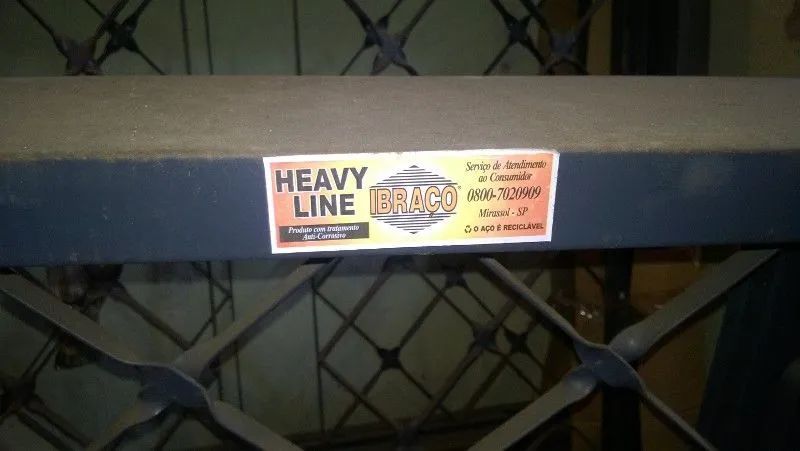 HEAVY
LINE
Produto com tratamento
Anti-Corrosivo
IBRAÇO®
Serviço de Atendimento
ao Consumidor
0800-7020909
Mirassol - SP
O AÇO É RECICLÁVEL